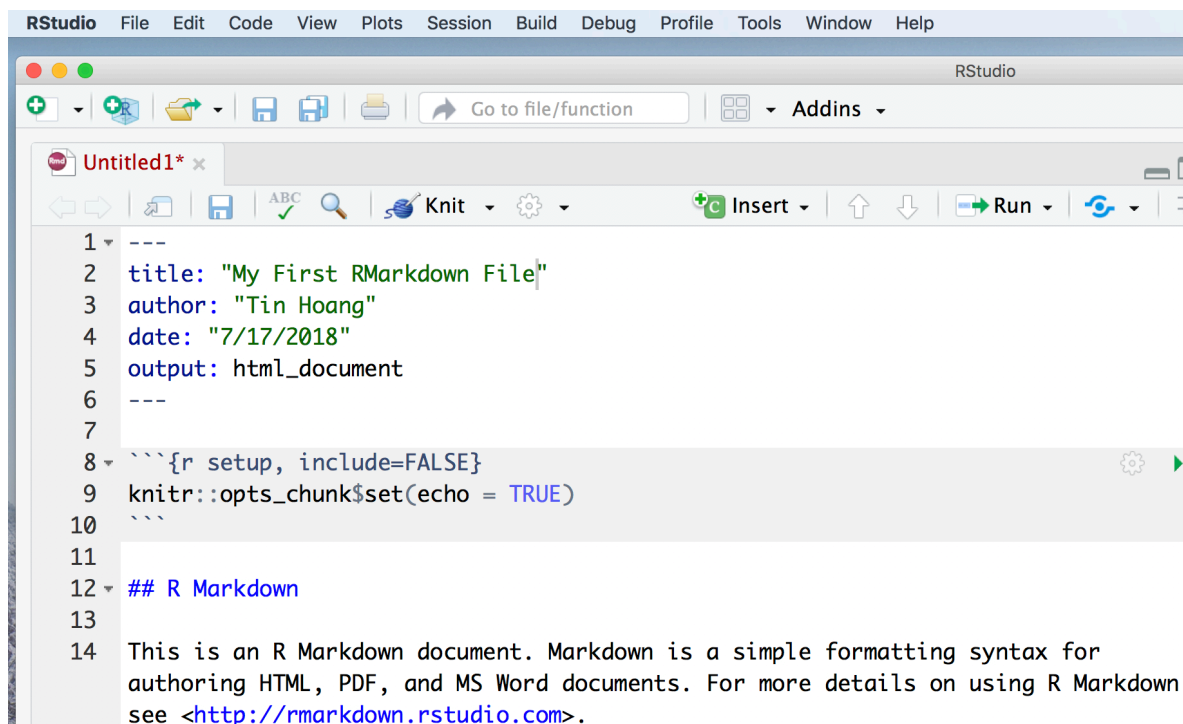 RStudio File Edit Code View Plots Session Build Debug Profile Tools Window Help
RStudio
R Go to file/function Addins
Rmd Untitled1*
ABC Knit C Insert Run
1 ---
2 title: "My First RMarkdown File"
3 author: "Tin Hoang"
4 date: "7/17/2018"
5 output: html_document
6 ---
7
8 ```{r setup, include=FALSE}
9 knitr::opts_chunk$set(echo = TRUE)
10 ```
11
12 ## R Markdown
13
14 This is an R Markdown document. Markdown is a simple formatting syntax for
authoring HTML, PDF, and MS Word documents. For more details on using R Markdown
see <http://rmarkdown.rstudio.com>.